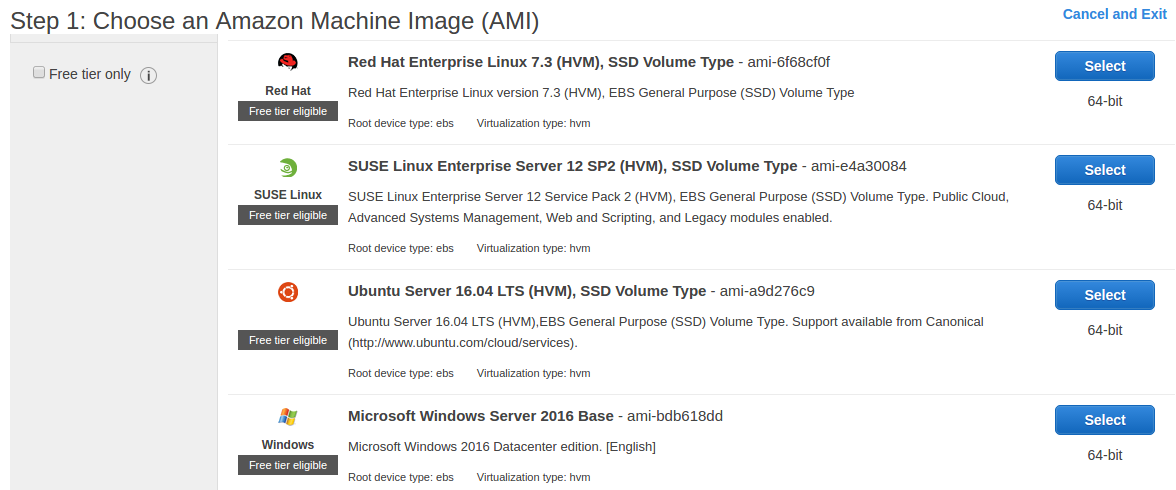 Step 1: Choose an Amazon Machine Image (AMI)
Cancel and Exit
Free tier only
Red Hat
Free tier eligible
Red Hat Enterprise Linux 7.3 (HVM), SSD Volume Type - ami-6f68cf0f
Red Hat Enterprise Linux version 7.3 (HVM), EBS General Purpose (SSD) Volume Type
Root device type: ebs Virtualization type: hvm
Select
64-bit
SUSE Linux
Free tier eligible
SUSE Linux Enterprise Server 12 SP2 (HVM), SSD Volume Type - ami-e4a30084
SUSE Linux Enterprise Server 12 Service Pack 2 (HVM), EBS General Purpose (SSD) Volume Type. Public Cloud,
Advanced Systems Management, Web and Scripting, and Legacy modules enabled.
Root device type: ebs Virtualization type: hvm
Select
64-bit
Free tier eligible
Ubuntu Server 16.04 LTS (HVM), SSD Volume Type - ami-a9d276c9
Ubuntu Server 16.04 LTS (HVM),EBS General Purpose (SSD) Volume Type. Support available from Canonical
(http://www.ubuntu.com/cloud/services).
Root device type: ebs Virtualization type: hvm
Select
64-bit
Windows
Free tier eligible
Microsoft Windows Server 2016 Base - ami-bdb618dd
Microsoft Windows 2016 Datacenter edition. [English]
Root device type: ebs Virtualization type: hvm
Select
64-bit